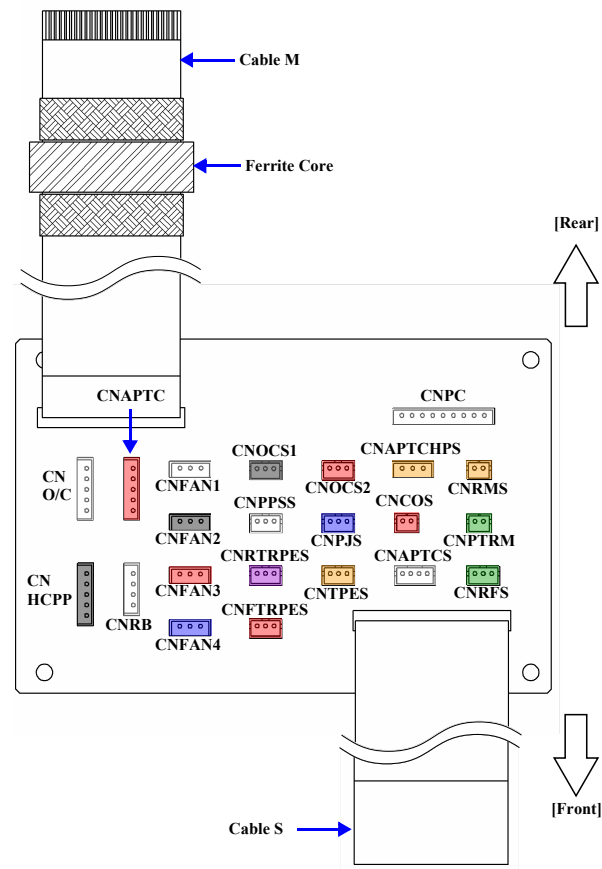 Cable M
Ferrite Core
[Rear]
CNAPTC
CNPC
CN
O/C
CNFAN1
CNOCS1
CNOCS2
CNAPTCHPS
CNRMS
CNFAN2
CNPPSS
CNPJS
CNCOS
CNPTRM
CN
HCPP
CNRB
CNFAN3
CNRTRPES
CNTPES
CNAPTCS
CNRFS
CNFAN4
CNFTRPES
[Front]
Cable S